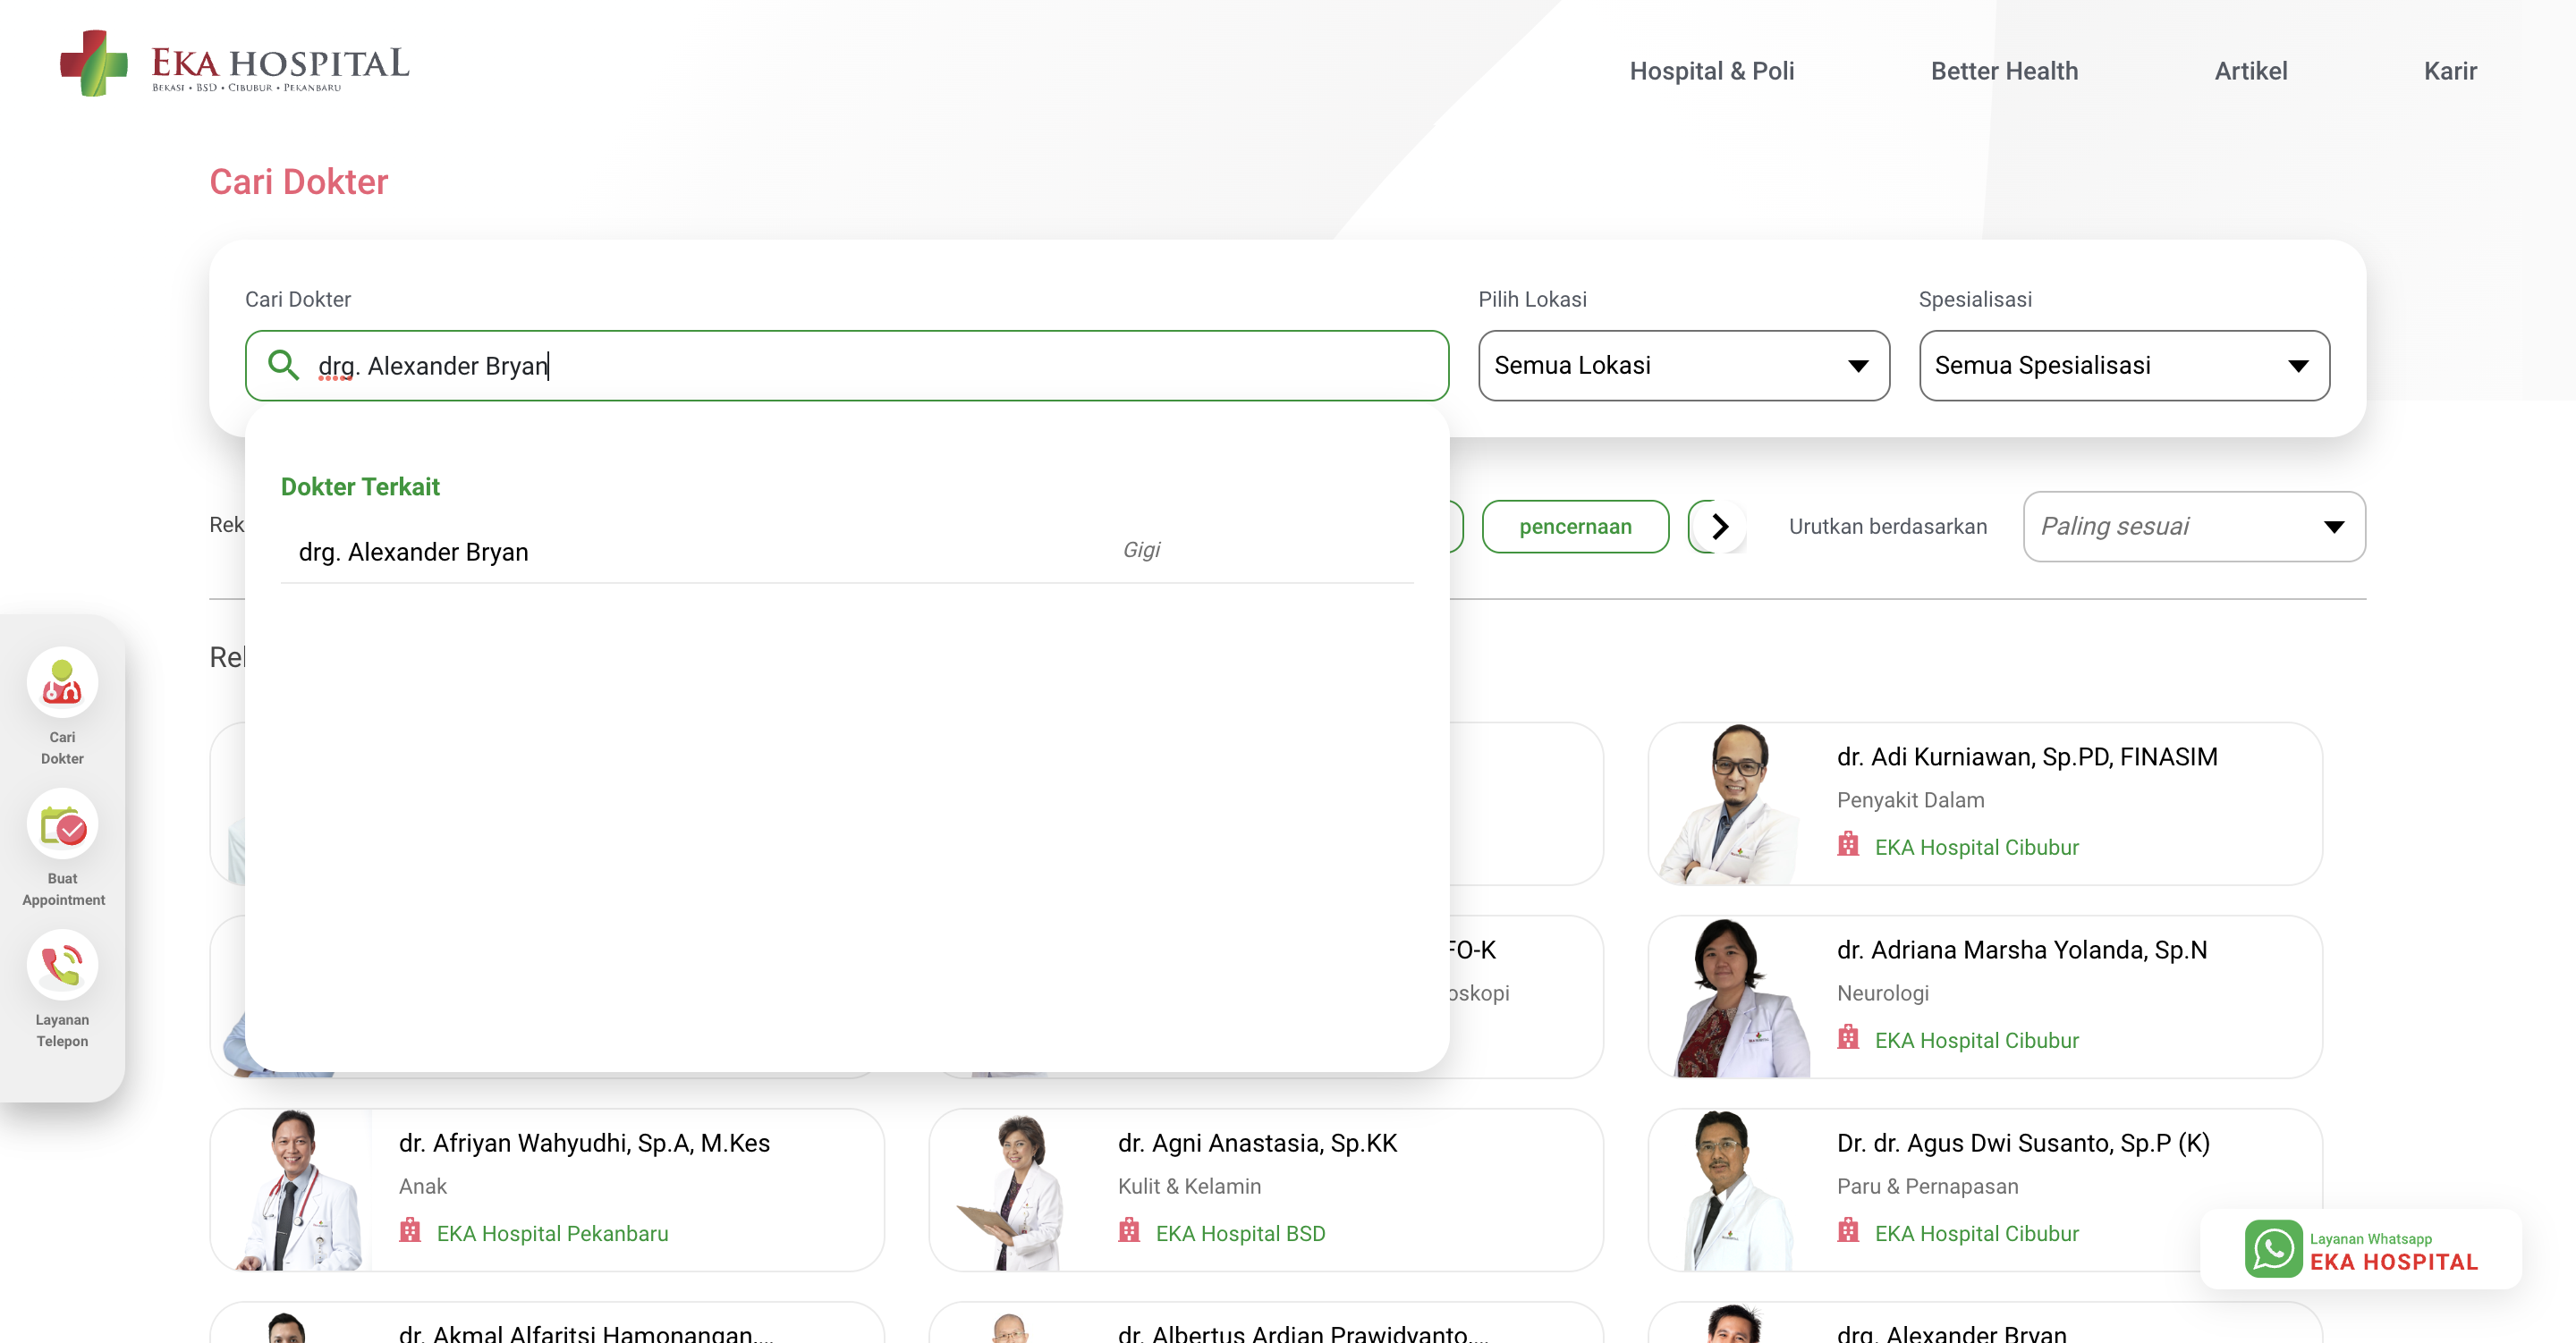 EKA HOSPITAL
BEKASI • BSD • CIBUBUR • PEKANBARU
Hospital & Poli
Better Health
Artikel
Karir
Cari Dokter
Cari Dokter
Pilih Lokasi
Spesialisasi
drg. Alexander Bryan
Semua Lokasi
Semua Spesialisasi
Dokter Terkait
drg. Alexander Bryan
Gigi
Rek
pencernaan
Urutkan berdasarkan
Paling sesuai
Cari
Dokter
Buat
Appointment
Layanan
Telepon
dr. Adi Kurniawan, Sp.PD, FINASIM
Penyakit Dalam
EKA Hospital Cibubur
FO-K
oskopi
dr. Adriana Marsha Yolanda, Sp.N
Neurologi
EKA Hospital Cibubur
dr. Afriyan Wahyudhi, Sp.A, M.Kes
Anak
EKA Hospital Pekanbaru
dr. Agni Anastasia, Sp.KK
Kulit & Kelamin
EKA Hospital BSD
Dr. dr. Agus Dwi Susanto, Sp.P (K)
Paru & Pernapasan
EKA Hospital Cibubur
Layanan Whatsapp
EKA HOSPITAL
dr. Akmal Alfaritsi Hamonangan,...
dr. Albertus Ardian Prawidyanto,...
drg. Alexander Bryan